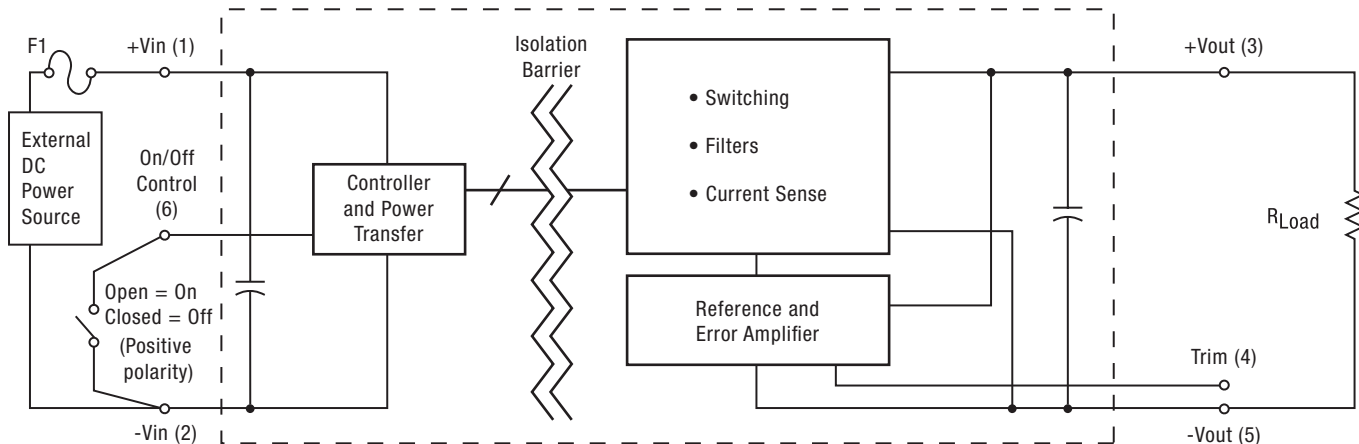 F1
+Vin (1)
External
DC
Power
Source
On/Off
Control
(6)
Open = On
Closed = Off
(Positive
polarity)
-Vin (2)
Controller
and Power
Transfer
Isolation
Barrier
• Switching
• Filters
• Current Sense
Reference and
Error Amplifier
+Vout (3)
RLoad
Trim (4)
-Vout (5)